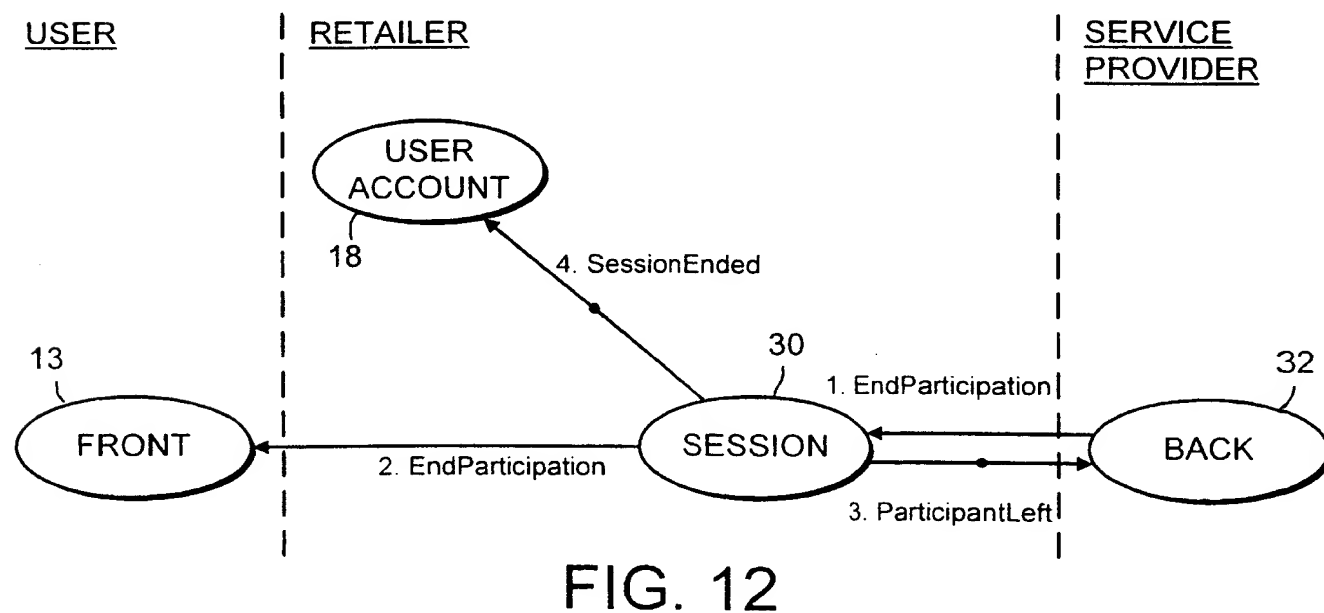 USER
RETAILER
SERVICE
PROVIDER
USER
ACCOUNT
18
4. SessionEnded
13
30
1. EndParticipation
32
FRONT
SESSION
BACK
2. EndParticipation
3. ParticipantLeft
FIG. 12